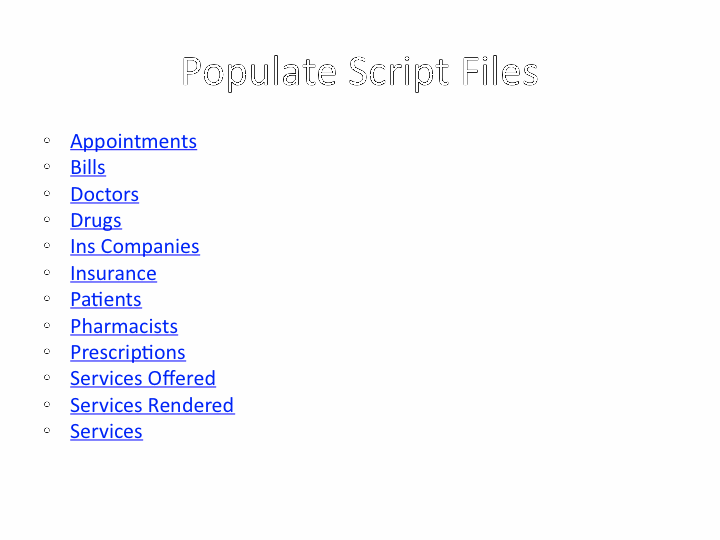 Populate Script Files
Appointments
Bills
Doctors
Drugs
Ins Companies
Insurance
Patients
Pharmacists
Prescriptions
Services Offered
Services Rendered
Services